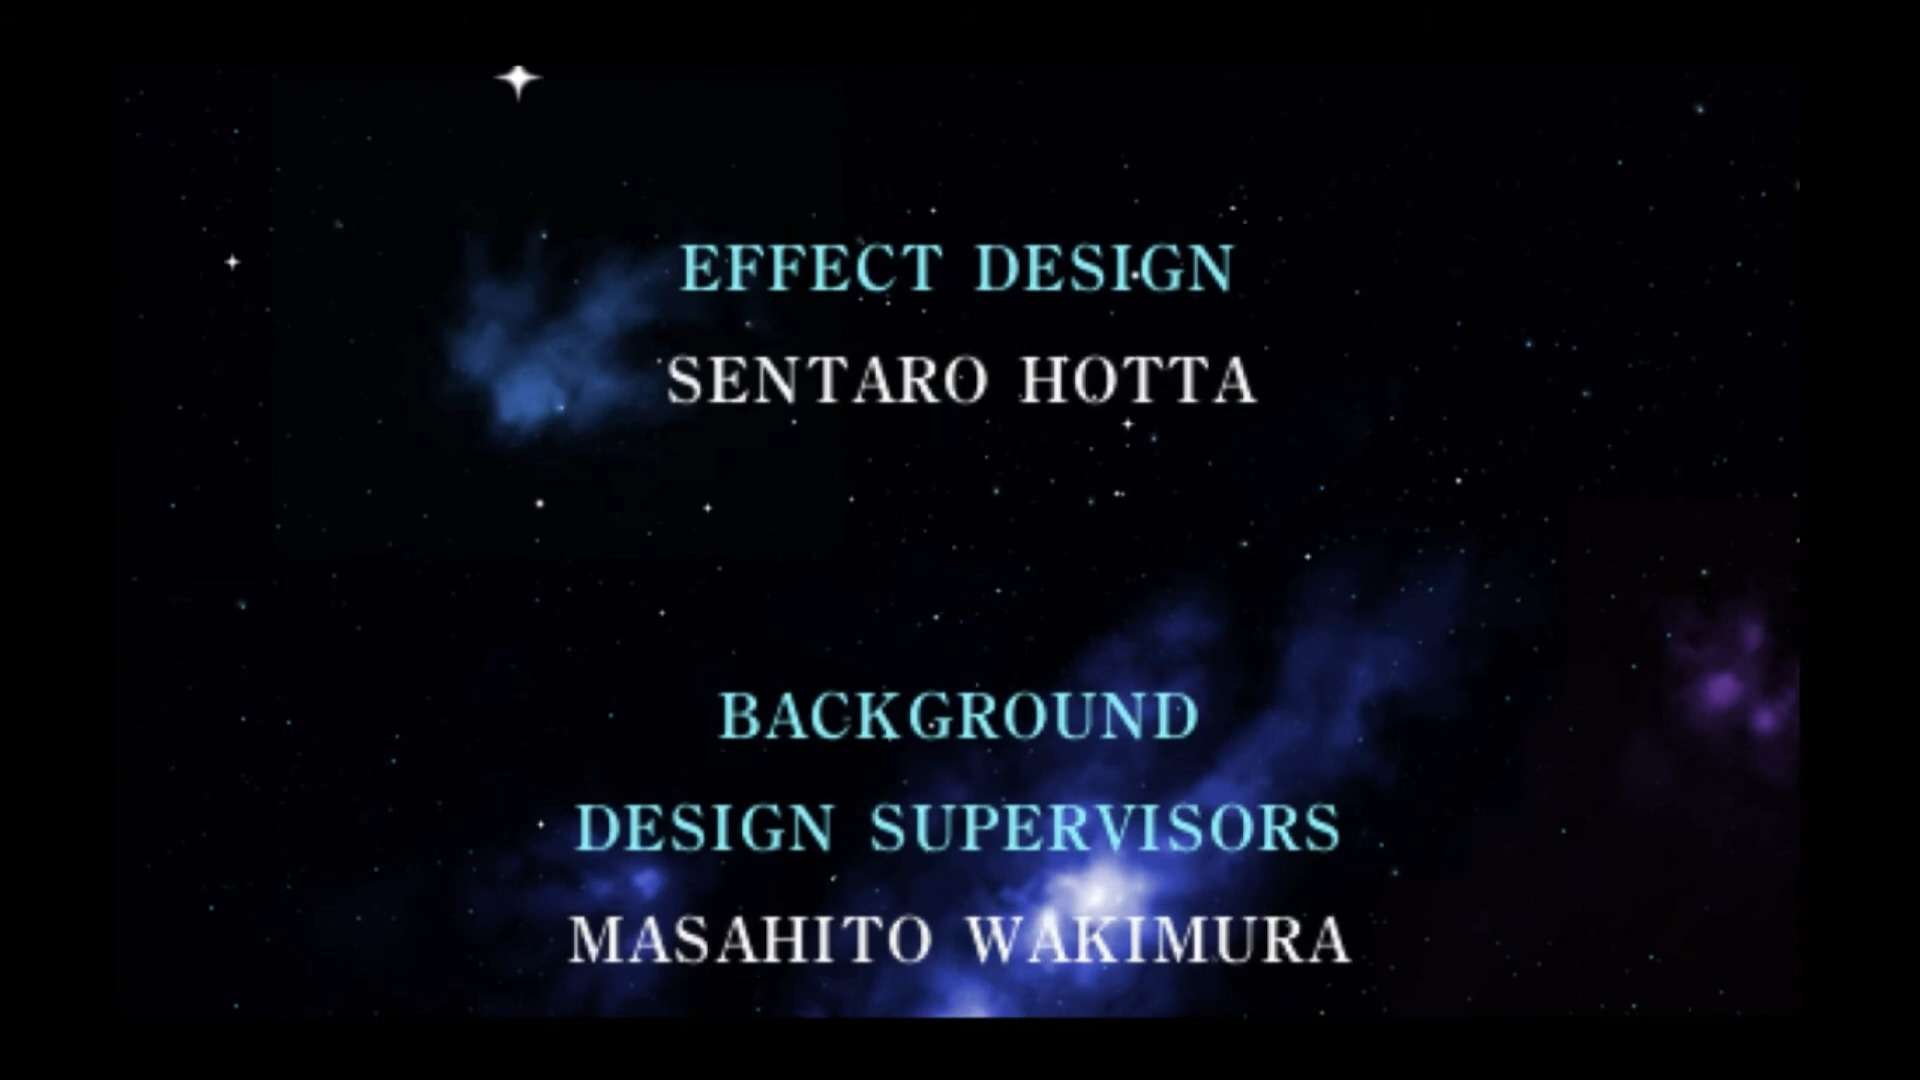 EFFECT DESIGN
SENTARO HOTTA
BACKGROUND
DESIGN SUPERVISORS
MASAHITO WAKIMURA